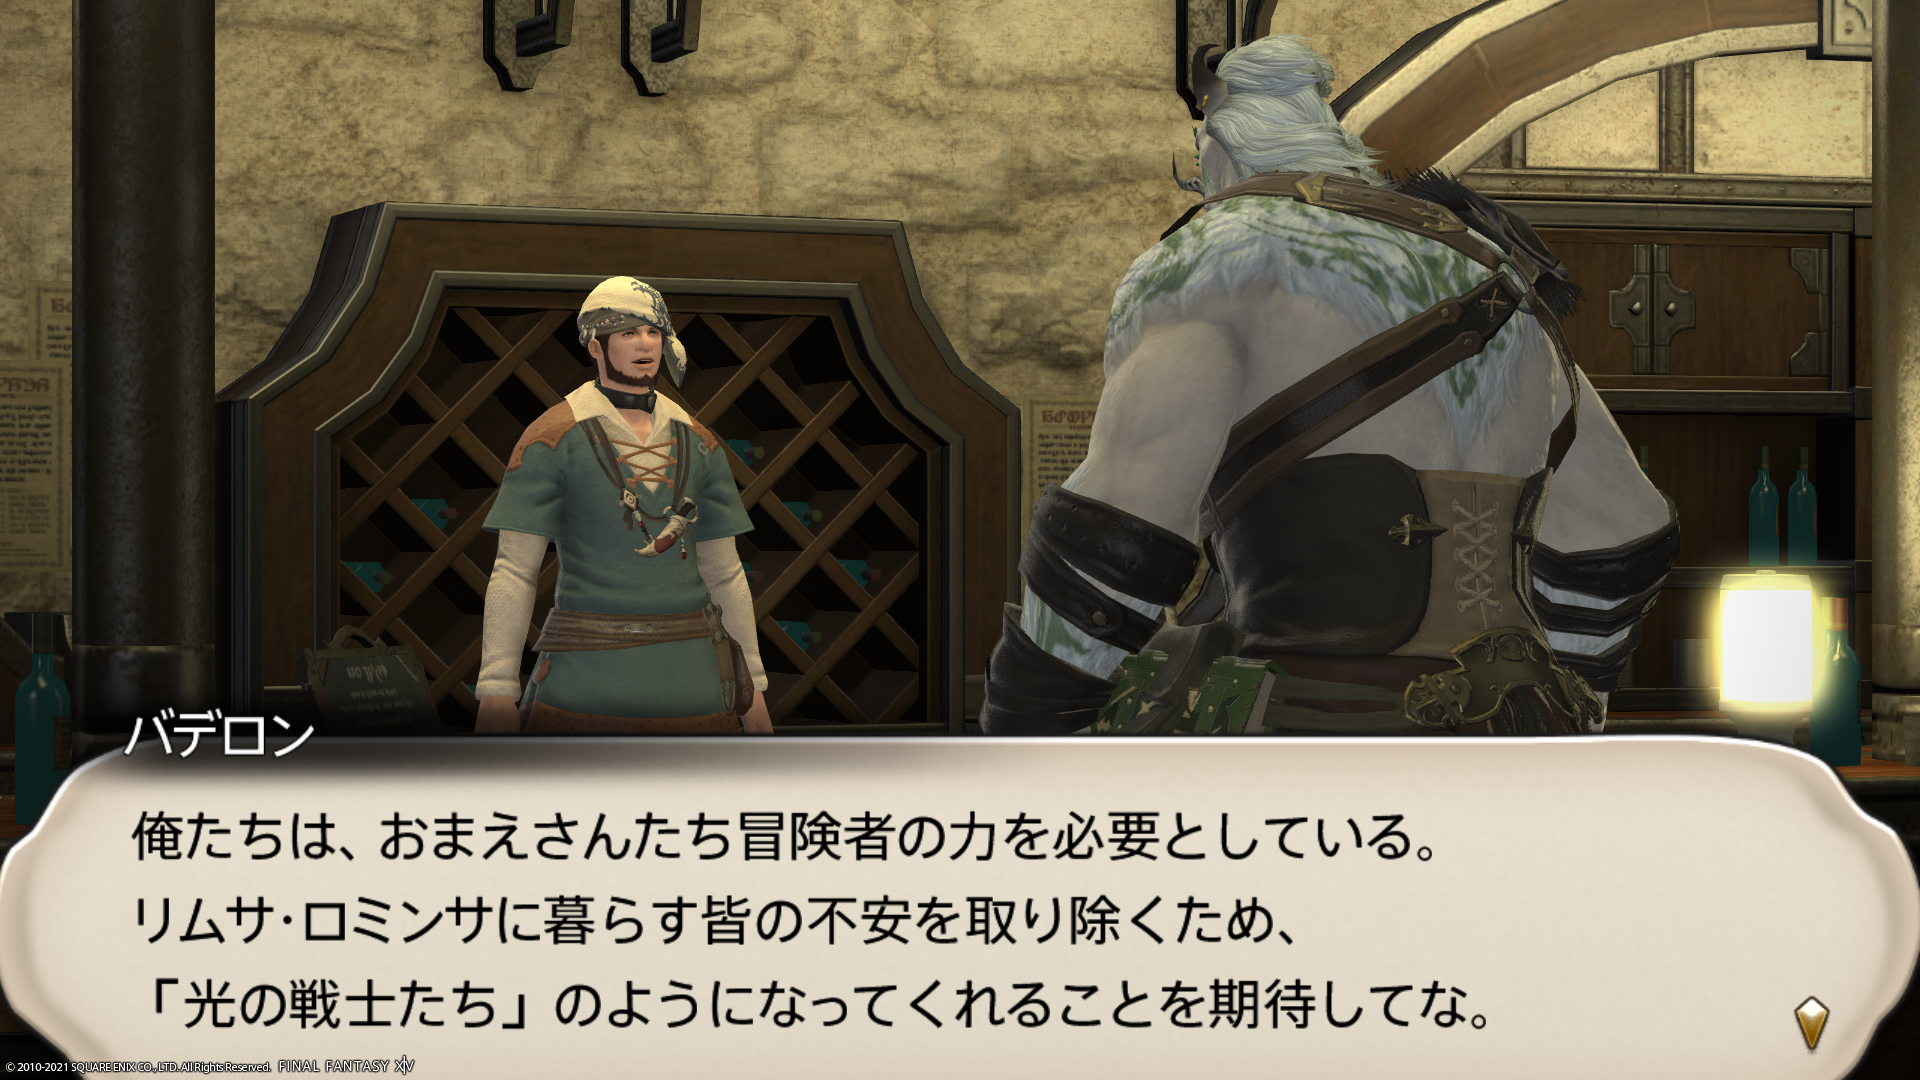 バデロン
俺たちは、おまえさんたち冒険者の力を必要としている。
リムサ・ロミンサに暮らす皆の不安を取り除くため、
「光の戦士たち」のようになってくれることを期待してな。
© 2010-2021 SQUARE ENIX CO., LTD. All Rights Reserved. FINAL FANTASY XIV